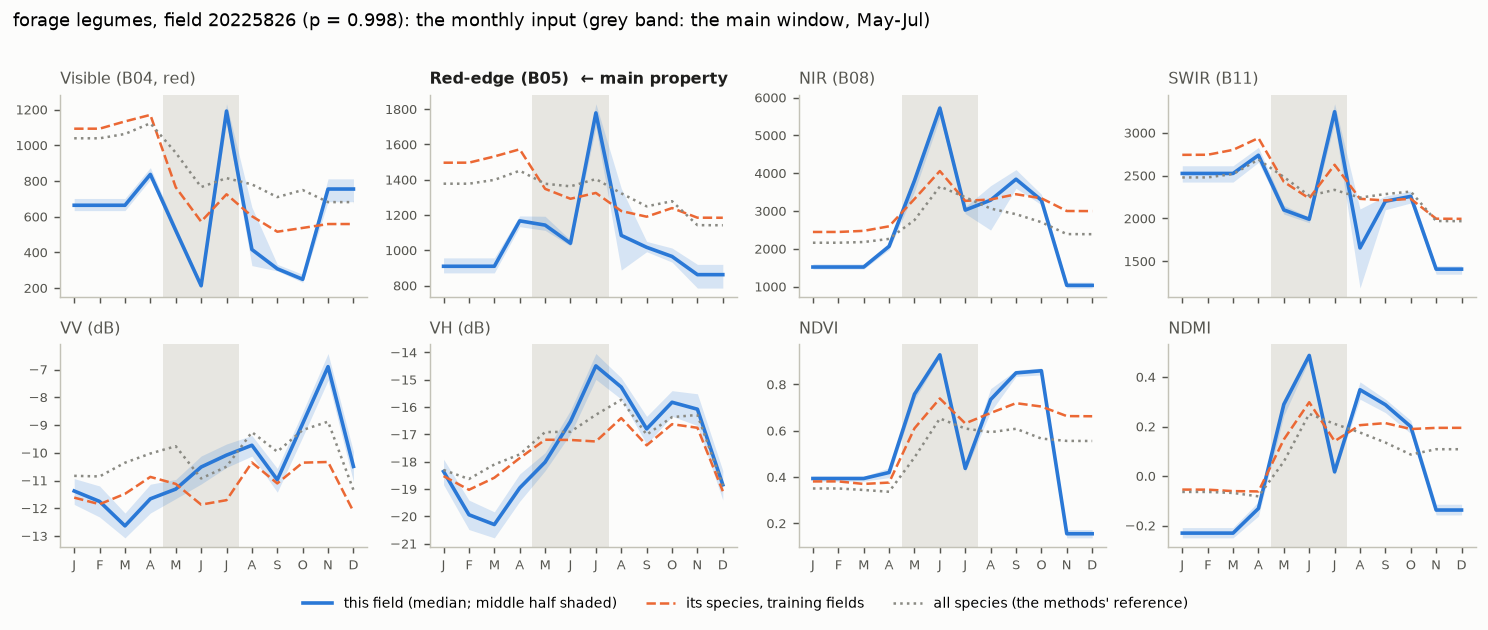 forage legumes, field 20225826 (p = 0.998): the monthly input (grey band: the main window, May-Jul)
Visible (B04, red)
Red-edge (B05) ← main property
NIR (B08)
SWIR (B11)
1200
1000
800
600
400
200
1800
1600
1400
1200
1000
800
6000
5000
4000
3000
2000
1000
3000
2500
2000
1500
VV (dB)
VH (dB)
NDVI
NDMI
−7
−8
−9
−10
−11
−12
−13
−14
−15
−16
−17
−18
−19
−20
−21
0.8
0.6
0.4
0.2
0.4
0.2
0.0
−0.2
J F M A M J J A S O N D
J F M A M J J A S O N D
J F M A M J J A S O N D
J F M A M J J A S O N D
this field (median; middle half shaded)
its species, training fields
all species (the methods' reference)